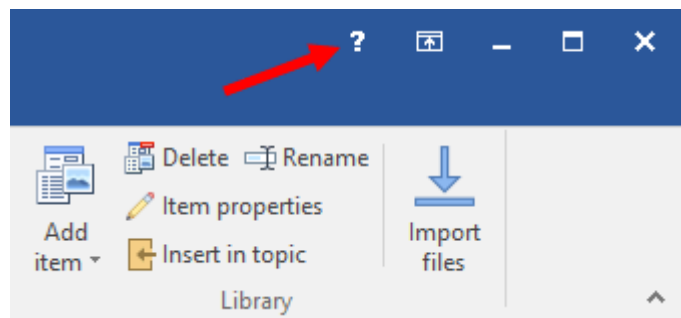 ?
Delete Rename
Item properties
Insert in topic
Add
item
Import
files
Library